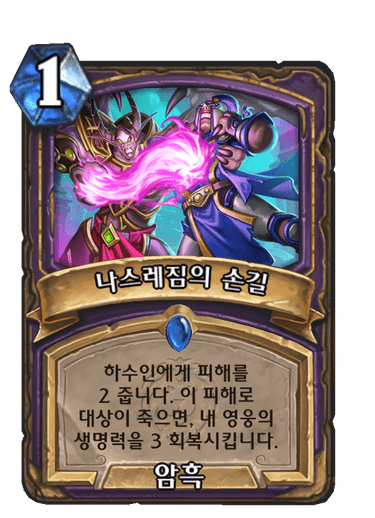 1
나스레짐의 손길
하수인에게 피해를
2 줍니다. 이 피해로
대상이 죽으면, 내 영웅의
생명력을 3 회복시킵니다.
암흑